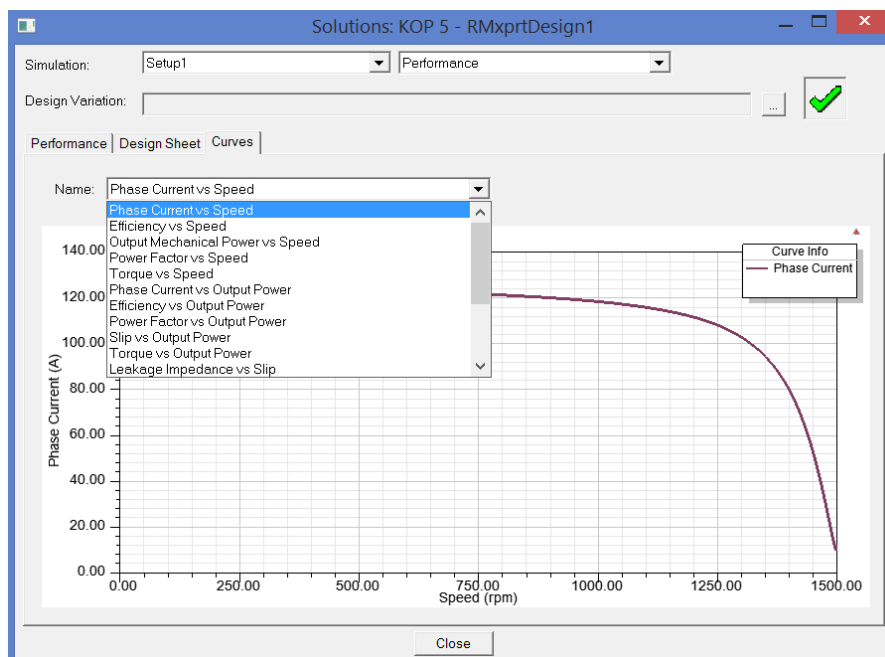 Solutions: KOP 5 - RMxprtDesign1
Simulation: Setup1 Performance
Design Variation: ...
Performance Design Sheet Curves
Name: Phase Current vs Speed
Phase Current vs Speed
Efficiency vs Speed
Output Mechanical Power vs Speed
Power Factor vs Speed
Torque vs Speed
Phase Current vs Output Power
Efficiency vs Output Power
Power Factor vs Output Power
Slip vs Output Power
Torque vs Output Power
Leakage Impedance vs Slip
Curve Info
Phase Current
140.00
120.00
100.00
80.00
60.00
40.00
20.00
0.00
Phase Current (A)
0.00 250.00 500.00 750.00 1000.00 1250.00 1500.00
Speed (rpm)
Close